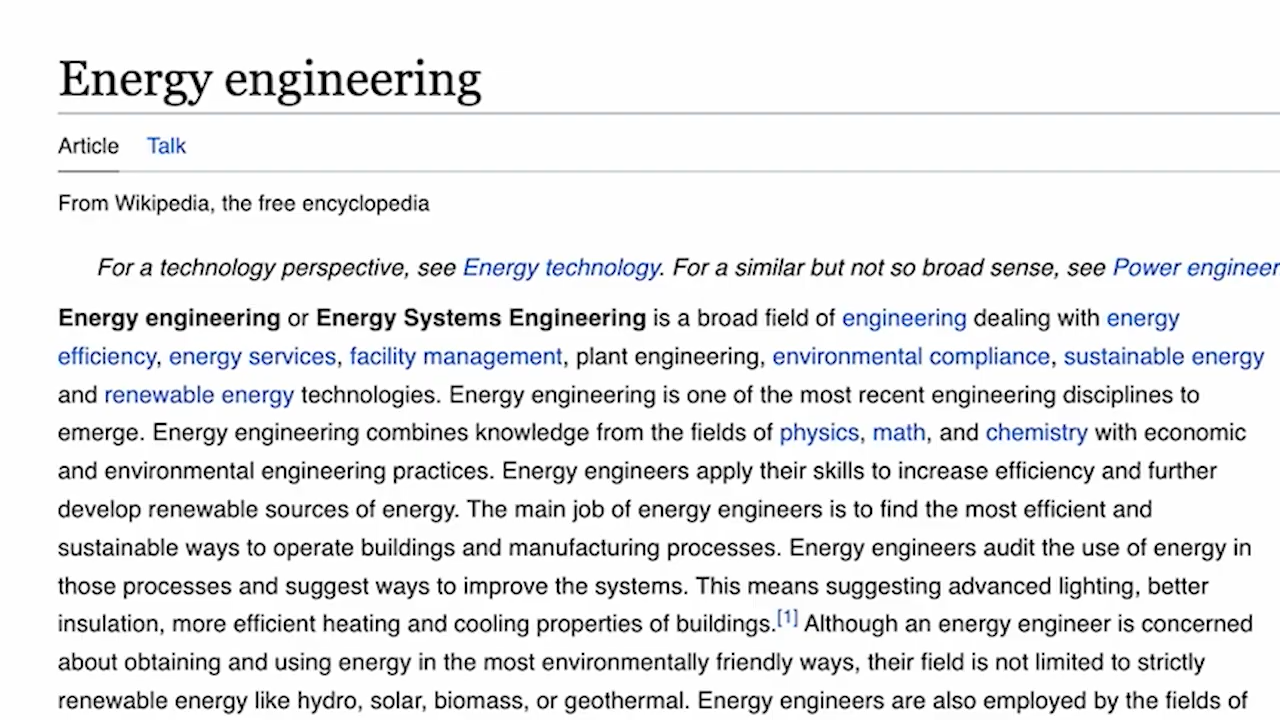 Energy engineering
Article Talk
From Wikipedia, the free encyclopedia
For a technology perspective, see Energy technology. For a similar but not so broad sense, see Power engineer
Energy engineering or Energy Systems Engineering is a broad field of engineering dealing with energy
efficiency, energy services, facility management, plant engineering, environmental compliance, sustainable energy
and renewable energy technologies. Energy engineering is one of the most recent engineering disciplines to
emerge. Energy engineering combines knowledge from the fields of physics, math, and chemistry with economic
and environmental engineering practices. Energy engineers apply their skills to increase efficiency and further
develop renewable sources of energy. The main job of energy engineers is to find the most efficient and
sustainable ways to operate buildings and manufacturing processes. Energy engineers audit the use of energy in
those processes and suggest ways to improve the systems. This means suggesting advanced lighting, better
insulation, more efficient heating and cooling properties of buildings.[1] Although an energy engineer is concerned
about obtaining and using energy in the most environmentally friendly ways, their field is not limited to strictly
renewable energy like hydro, solar, biomass, or geothermal. Energy engineers are also employed by the fields of